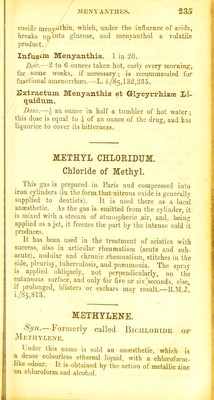 MENYANTHES. 235
coside menyanthin, which, under the influence of acids,
breaks up into glucose, and menyanthol a volatile
product.
Infusum Menyanthis. 1 in 20.
Dose.—2 to 6 ounces taken hot, early every morning,
for some weeks, if necessary; is recommended for
functional amenorrhœa.—L. i./85,132,235.
Extractum Menyanthis et Glycyrrhizæ Li-
quidum.
Dose.—½ an ounce in half a tumbler of hot water;
this dose is equal to ¼ of an ounce of the drug, and has
liquorice to cover its bitterness.
METHYL CHLORIDUM.
Chloride of Methyl.
This gas is prepared in Paris and compressed into
iron cylinders (in the form that nitrous oxide is generally
supplied to dentists). It is used there as a local
anæsthetic. As the gas is emitted from the cylinder, it
is mixed with a stream of atmospheric air, and, being
applied as a jet, it freezes the part by the intense cold it
produces.
It has been used in the treatment of sciatica with
success, also in articular rheumatism (acute and sub-
acute), nodular and chronic rheumatism, stitches in the
side, pleurisy, tuberculosis, and pneumonia. The spray
is applied obliquely, not perpendicularly, on the
cutaneous surface, and only for five or six seconds, else,
if prolonged, blisters or eschars may result.—B.M.J.
i./85,813.
METHYLENE.
Syn.—Formerly called BICHLORIDE OF
METHYLENE.
Under this name is sold an anæsthetic, which is
a dense colourless ethereal liquid, with a chloroform-
like odour. It is obtained by the action of metallic zinc
on chloroform and alcohol.